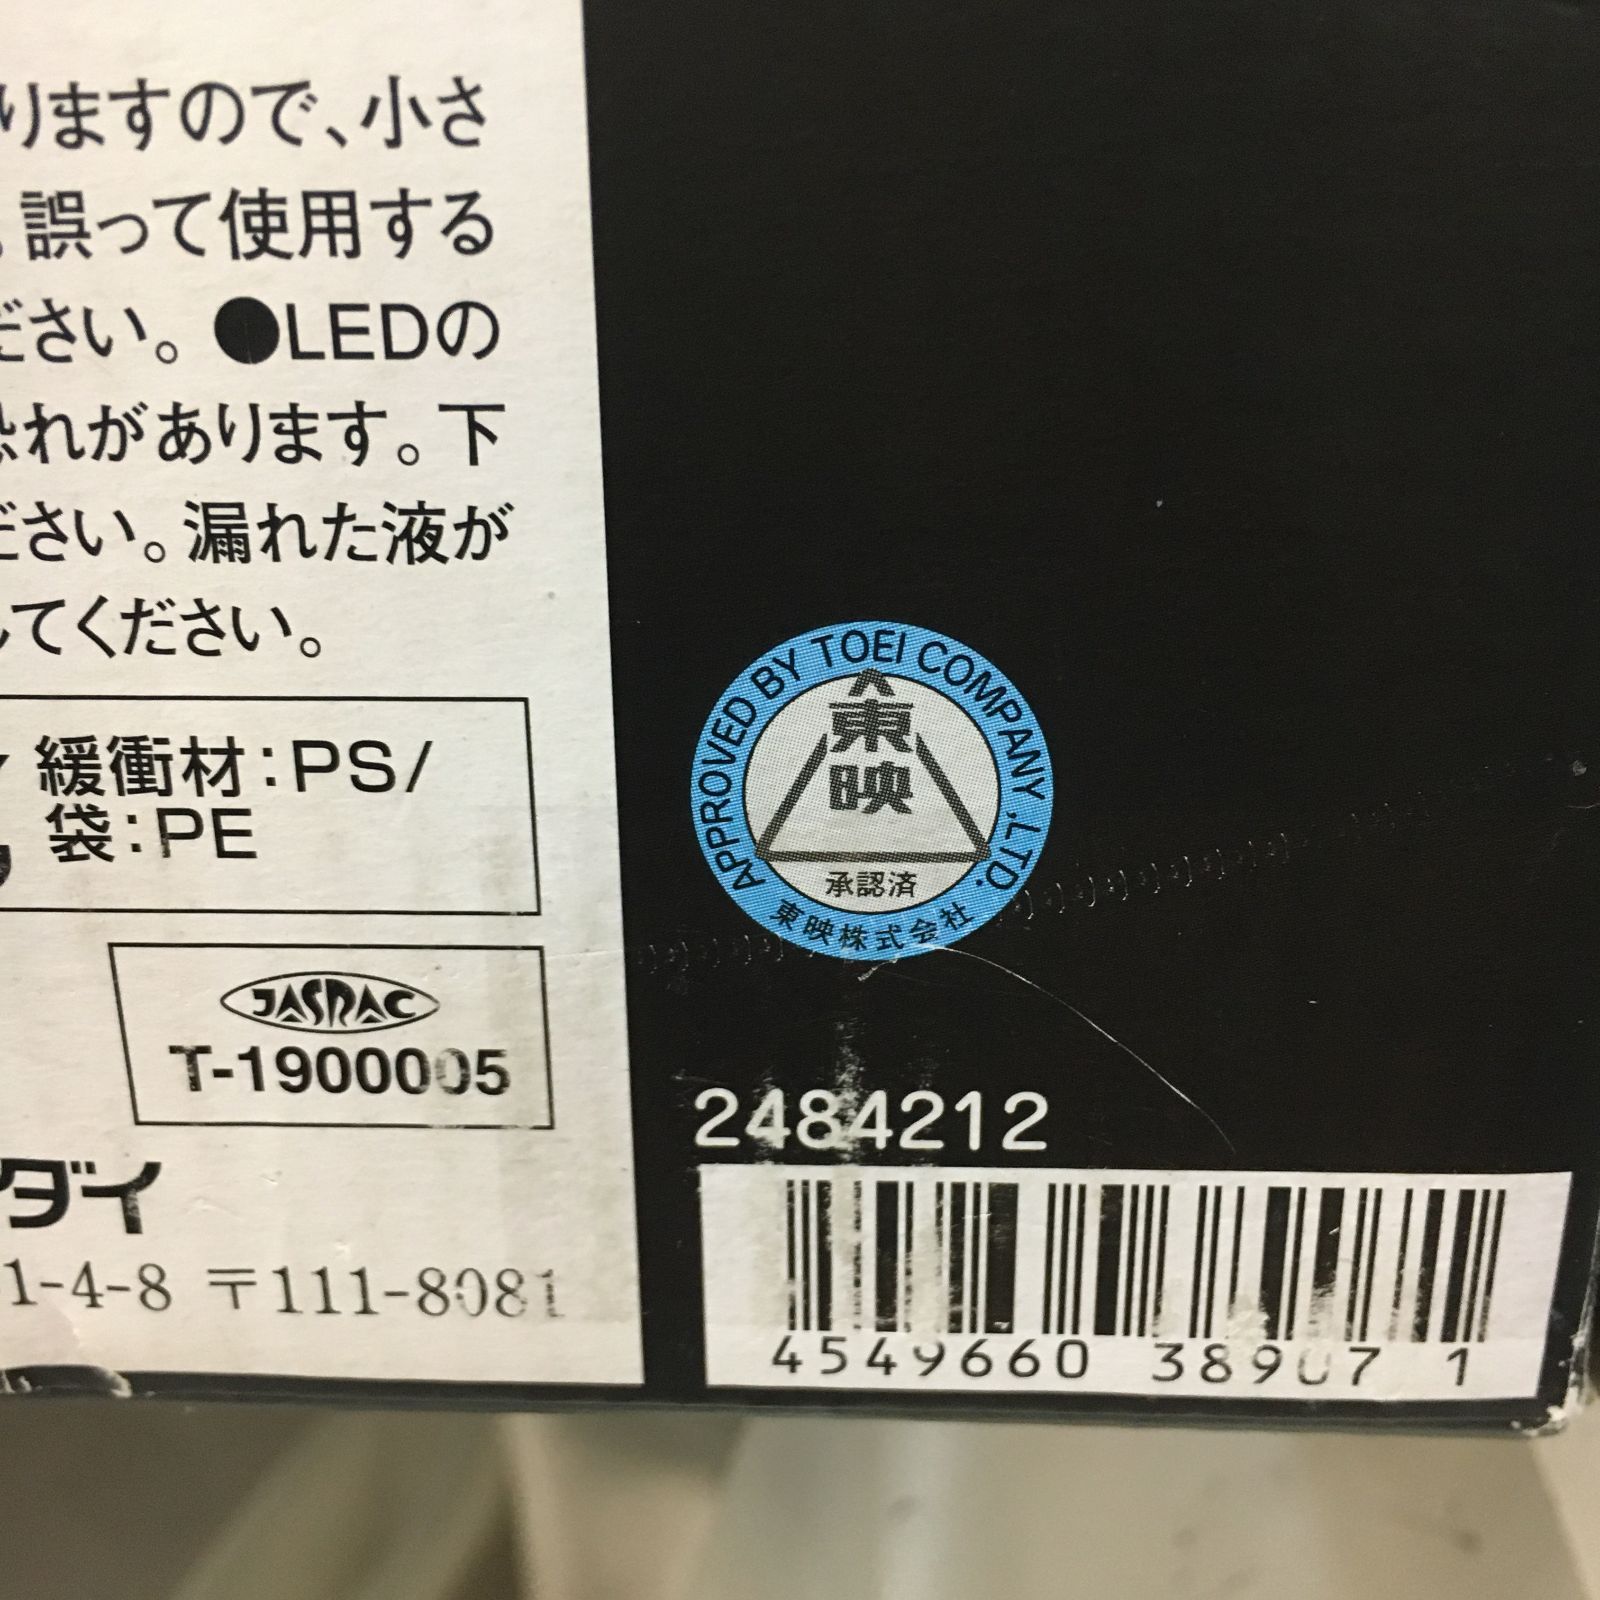 りますので、小さ
。誤って使用する
ださい。●LEDの
恐れがあります。下
ださい。漏れた液が
してください。
緩衝材:PS/
袋:PE
JASRAC
T-1900005
ダイ
1-4-8 〒111-8081
APPROVED BY TOEI COMPANY ,LTD.
東映
承認済
東映株式会社
2484212
4549660 38907 1